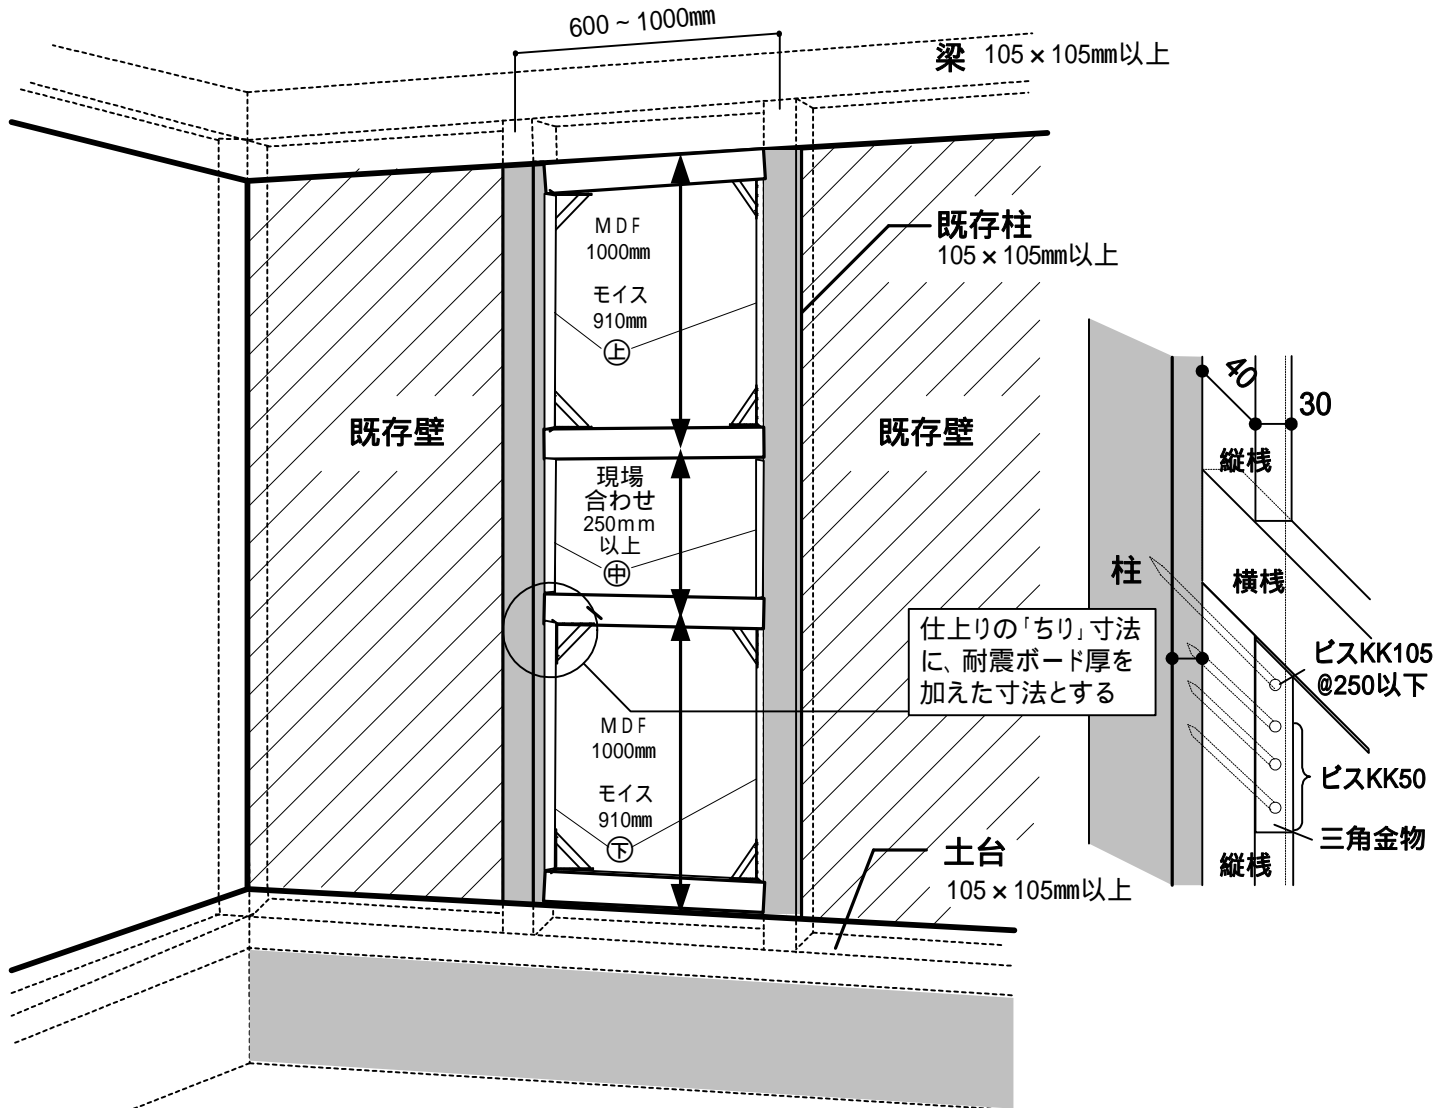 600~1000㎜
梁 105×105㎜以上
既存柱
105×105㎜以上
MDF
1000㎜
モイス
910㎜
上
既存壁
既存壁
現場
合わせ
250mm
以上
中
MDF
1000㎜
モイス
910㎜
下
土台
105×105㎜以上
仕上りの「ちり」寸法
に、耐震ボード厚を
加えた寸法とする
40
30
縦桟
柱
横桟
ビスKK105
@250以下
ビスKK50
三角金物
縦桟